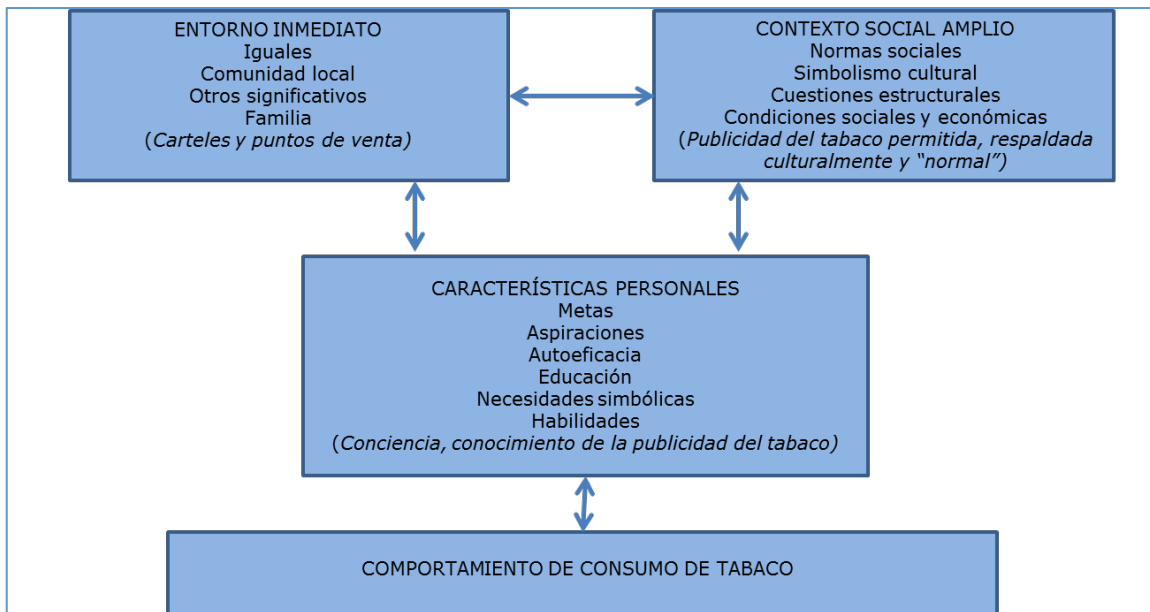 ENTORNO INMEDIATO
Iguales
Comunidad local
Otros significativos
Familia
(Carteles y puntos de venta)
CONTEXTO SOCIAL AMPLIO
Normas sociales
Simbolismo cultural
Cuestiones estructurales
Condiciones sociales y económicas
(Publicidad del tabaco permitida, respaldada
culturalmente y “normal”)
CARACTERÍSTICAS PERSONALES
Metas
Aspiraciones
Autoeficacia
Educación
Necesidades simbólicas
Habilidades
(Conciencia, conocimiento de la publicidad del tabaco)
COMPORTAMIENTO DE CONSUMO DE TABACO